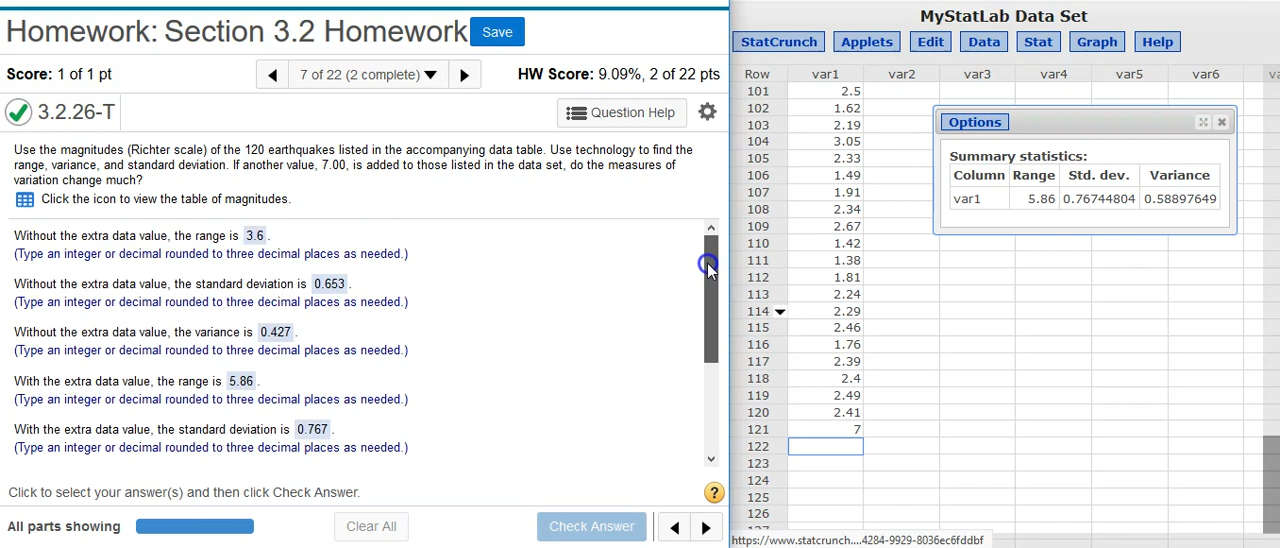 Homework: Section 3.2 Homework Save
Score: 1 of 1 pt 7 of 22 (2 complete) HW Score: 9.09%, 2 of 22 pts
3.2.26-T Question Help
Use the magnitudes (Richter scale) of the 120 earthquakes listed in the accompanying data table. Use technology to find the
range, variance, and standard deviation. If another value, 7.00, is added to those listed in the data set, do the measures of
variation change much?
Click the icon to view the table of magnitudes.
Without the extra data value, the range is 3.6.
(Type an integer or decimal rounded to three decimal places as needed.)
Without the extra data value, the standard deviation is 0.653.
(Type an integer or decimal rounded to three decimal places as needed.)
Without the extra data value, the variance is 0.427.
(Type an integer or decimal rounded to three decimal places as needed.)
With the extra data value, the range is 5.86.
(Type an integer or decimal rounded to three decimal places as needed.)
With the extra data value, the standard deviation is 0.767.
(Type an integer or decimal rounded to three decimal places as needed.)
Click to select your answer(s) and then click Check Answer. ?
All parts showing Clear All Check Answer
MyStatLab Data Set
StatCrunch Applets Edit Data Stat Graph Help
Row var1 var2 var3 var4 var5 var6 va
101 2.5
102 1.62
103 2.19
104 3.05
105 2.33
106 1.49
107 1.91
108 2.34
109 2.67
110 1.42
111 1.38
112 1.81
113 2.24
114 2.29
115 2.46
116 1.76
117 2.39
118 2.4
119 2.49
120 2.41
121 7
122
123
124
125
126
127
Options
Summary statistics:
Column Range Std. dev. Variance
var1 5.86 0.76744804 0.58897649
https://www.statcrunch....4284-9929-8036ec6fddbf